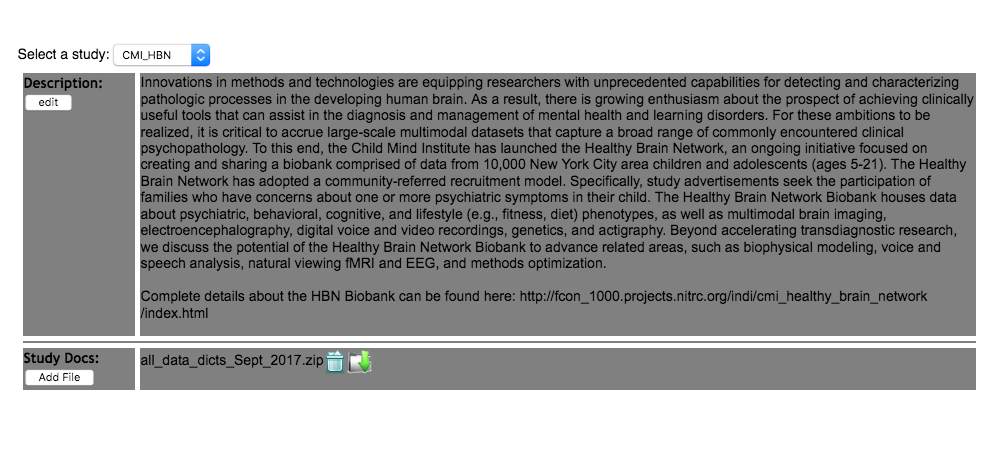 Select a study: CMI_HBN
Description:
edit
Innovations in methods and technologies are equipping researchers with unprecedented capabilities for detecting and characterizing
pathologic processes in the developing human brain. As a result, there is growing enthusiasm about the prospect of achieving clinically
useful tools that can assist in the diagnosis and management of mental health and learning disorders. For these ambitions to be
realized, it is critical to accrue large-scale multimodal datasets that capture a broad range of commonly encountered clinical
psychopathology. To this end, the Child Mind Institute has launched the Healthy Brain Network, an ongoing initiative focused on
creating and sharing a biobank comprised of data from 10,000 New York City area children and adolescents (ages 5-21). The Healthy
Brain Network has adopted a community-referred recruitment model. Specifically, study advertisements seek the participation of
families who have concerns about one or more psychiatric symptoms in their child. The Healthy Brain Network Biobank houses data
about psychiatric, behavioral, cognitive, and lifestyle (e.g., fitness, diet) phenotypes, as well as multimodal brain imaging,
electroencephalography, digital voice and video recordings, genetics, and actigraphy. Beyond accelerating transdiagnostic research,
we discuss the potential of the Healthy Brain Network Biobank to advance related areas, such as biophysical modeling, voice and
speech analysis, natural viewing fMRI and EEG, and methods optimization.
Complete details about the HBN Biobank can be found here: http://fcon_1000.projects.nitrc.org/indi/cmi_healthy_brain_network
/index.html
Study Docs:
Add File
all_data_dicts_Sept_2017.zip